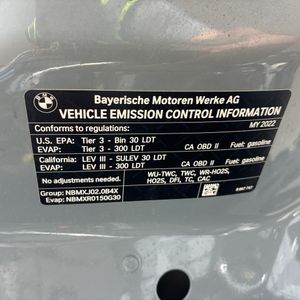 BMW
Bayerische Motoren Werke AG
VEHICLE EMISSION CONTROL INFORMATION
Conforms to regulations: MY 2022
U.S. EPA: Tier 3 - Bin 30 LDT Fuel: gasoline
EVAP: Tier 3 - 300 LDT CA OBD II
California: LEV III - SULEV 30 LDT Fuel: gasoline
EVAP: LEV III - 300 LDT CA OBD II
No adjustments needed. WU-TWC, TWC, WR-HO2S,
Group: NBMXJ02.0B4X HO2S, DFI, TC, CAC
Evap: NBMXR0150G30